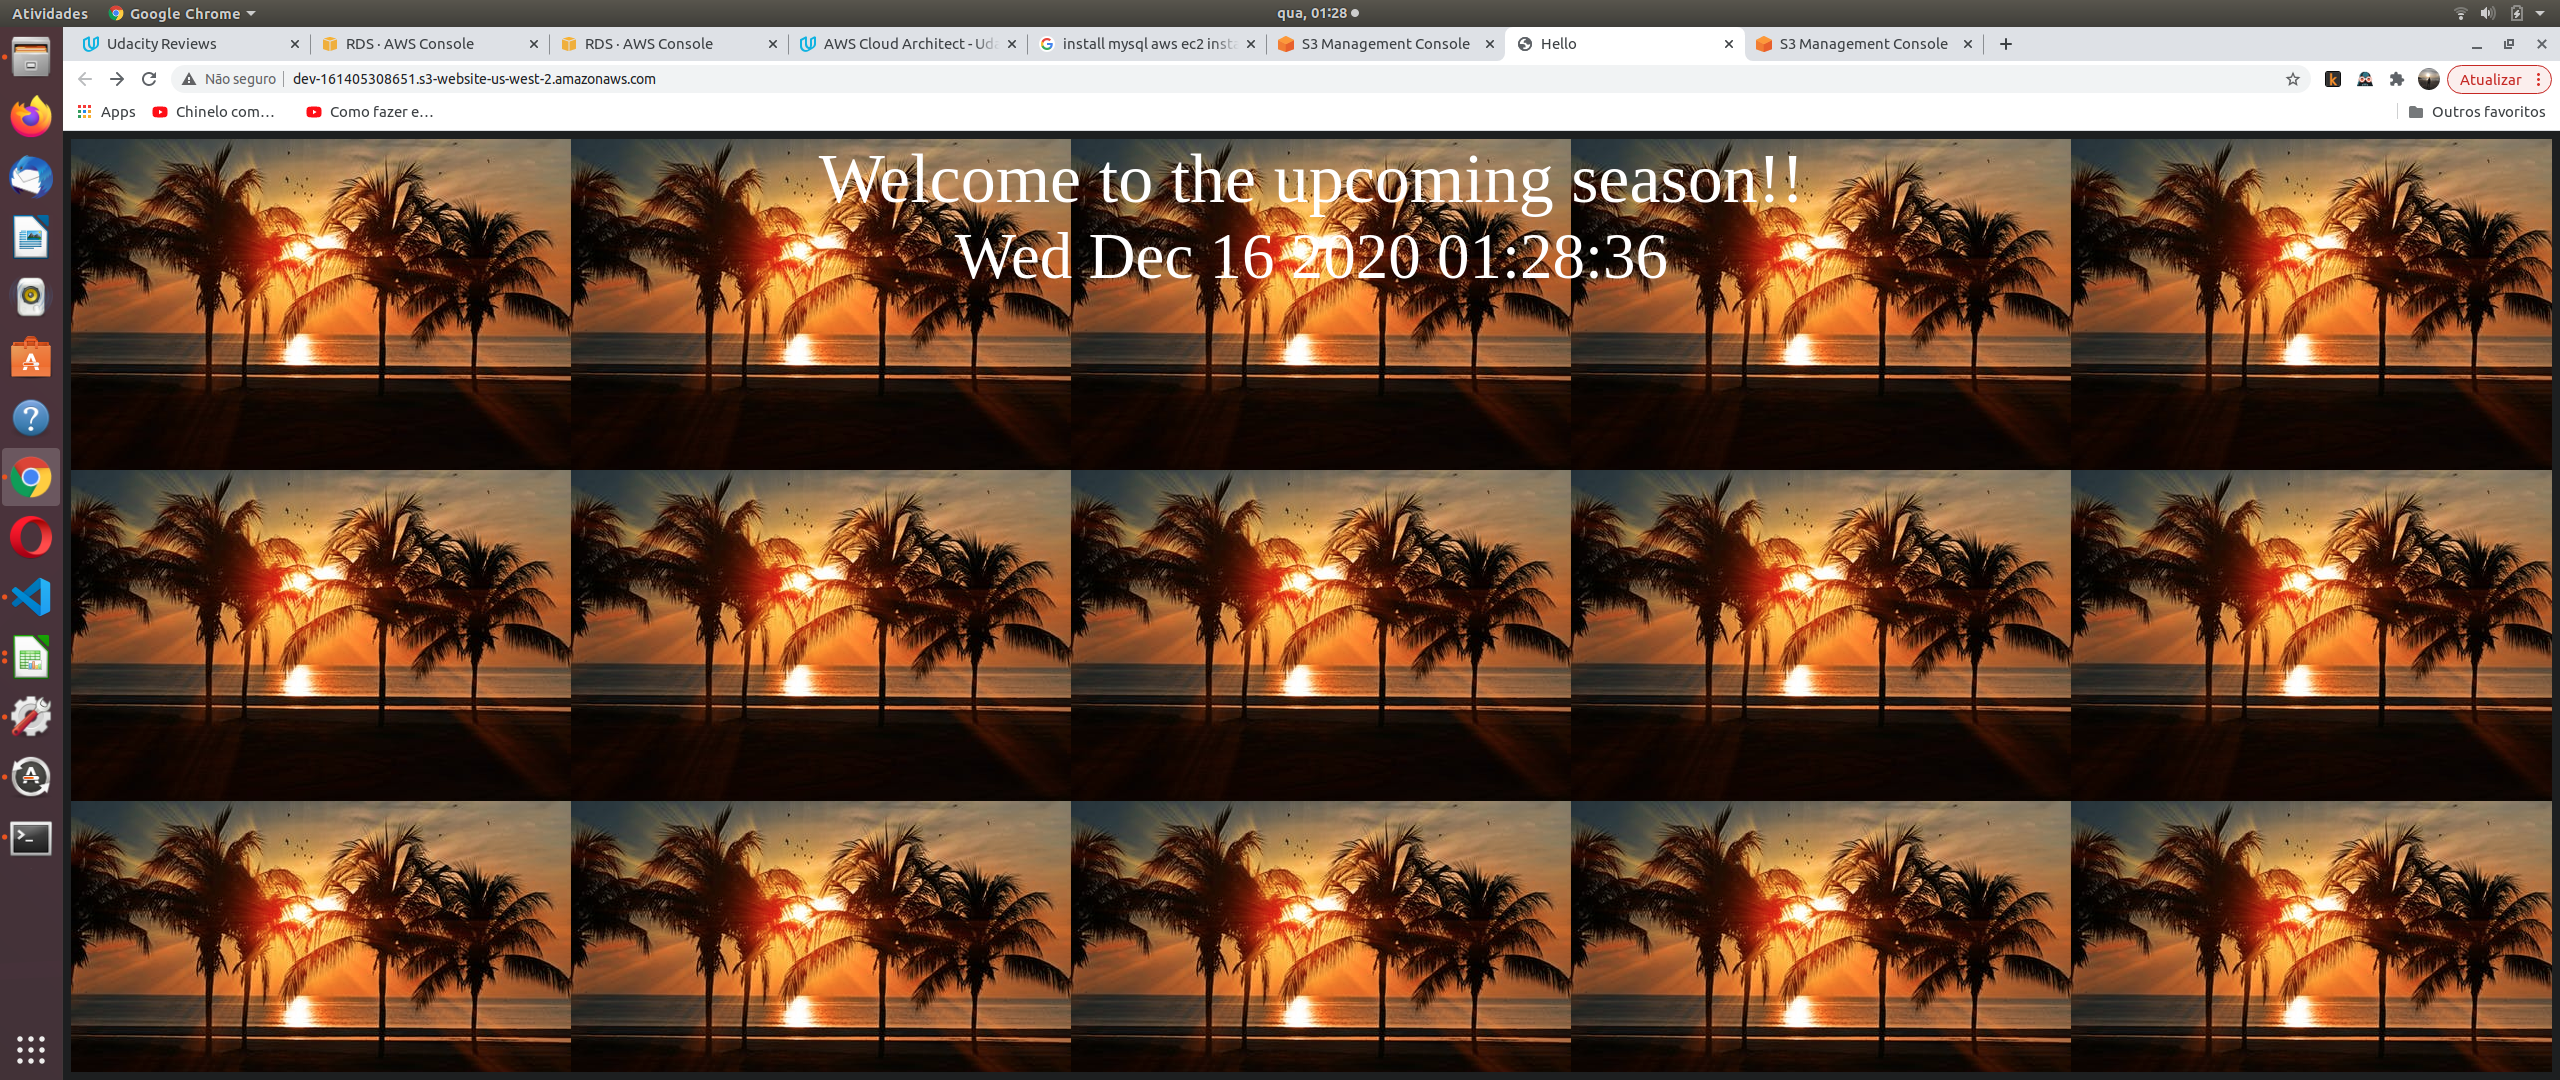 Atividades
Google Chrome
qua, 01:28
Udacity Reviews
RDS · AWS Console
RDS · AWS Console
AWS Cloud Architect - Uda
install mysql aws ec2 insta
S3 Management Console
Hello
S3 Management Console
Não seguro
dev-161405308651.s3-website-us-west-2.amazonaws.com
Atualizar
Apps
Chinelo com…
Como fazer e…
Outros favoritos
Welcome to the upcoming season!!
Wed Dec 16 2020 01:28:36